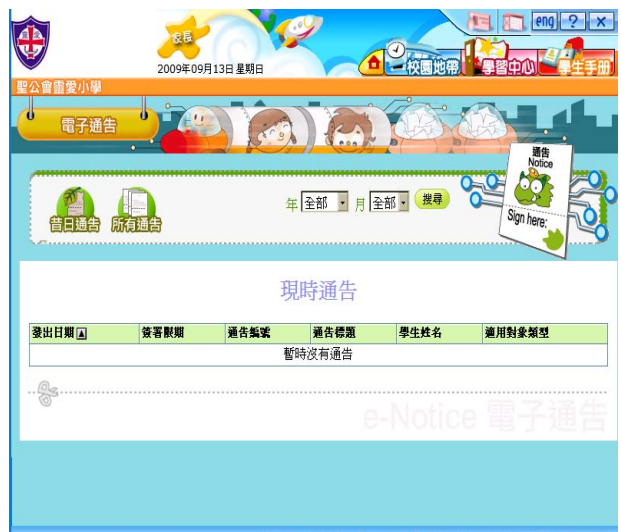 eng ? ×
家長
2009年09月13日 星期日
校園地帶 學習中心 學生手冊
聖公會靈愛小學
電子通告
通告
Notice
Sign here:
昔日通告 所有通告 年 全部 月 全部 搜尋
現時通告
發出日期 簽署限期 通告編號 通告標題 學生姓名 適用對象類型
暫時沒有通告
e-Notice 電子通告